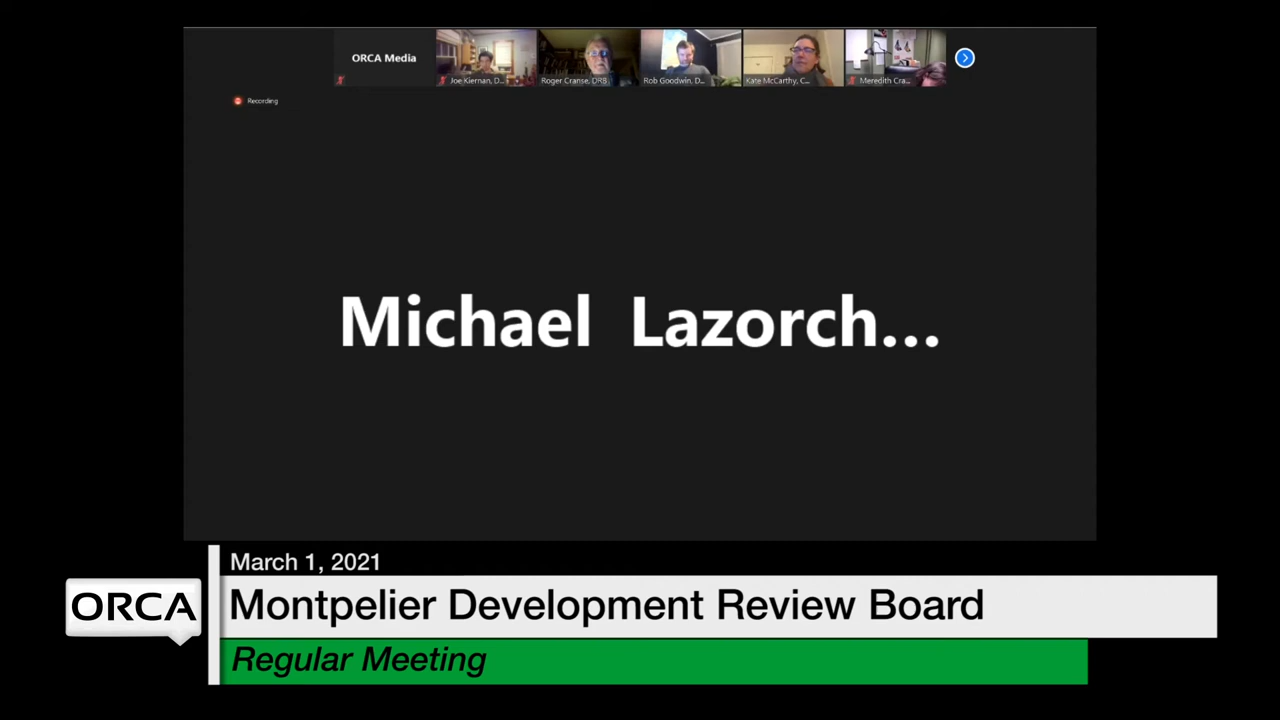 ORCA Media
Joe Kiernan, D...
Roger Cranse, DRB
Rob Goodwin, D...
Kate McCarthy, C...
Meredith Cra...
Recording
Michael Lazorch...
March 1, 2021
ORCA
Montpelier Development Review Board
Regular Meeting